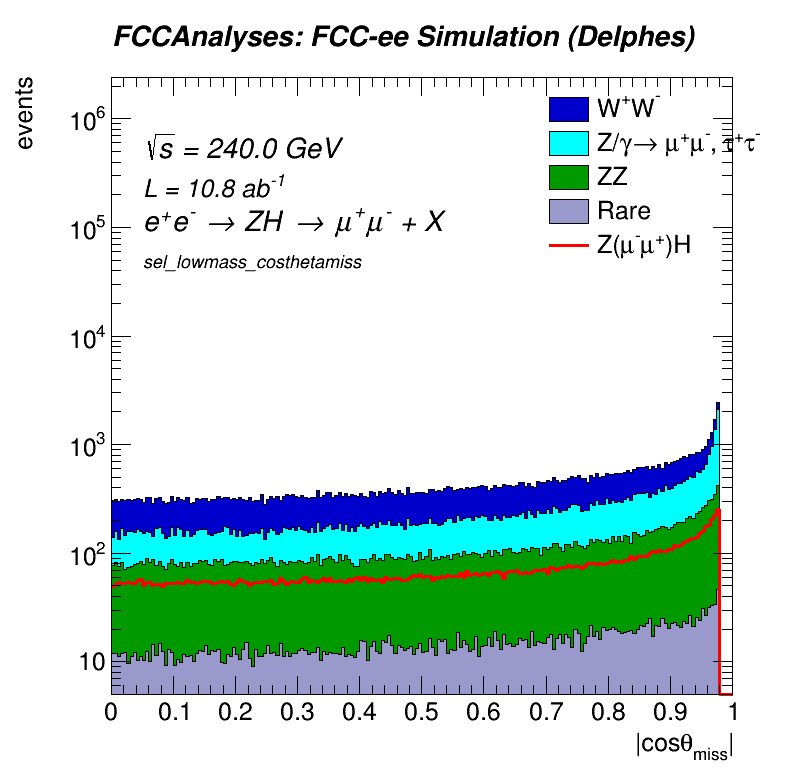 FCCAnalyses: FCC-ee Simulation (Delphes)
events
10⁶
10⁵
10⁴
10³
10²
10
√s = 240.0 GeV
L = 10.8 ab⁻¹
e⁺e⁻ → ZH → μ⁺μ⁻ + X
sel_lowmass_costhetamiss
W⁺W⁻
Z/γ→ μ⁺μ⁻, τ⁺τ⁻
ZZ
Rare
Z(μ⁻μ⁺)H
0 0.1 0.2 0.3 0.4 0.5 0.6 0.7 0.8 0.9 1
|cosθ_miss|